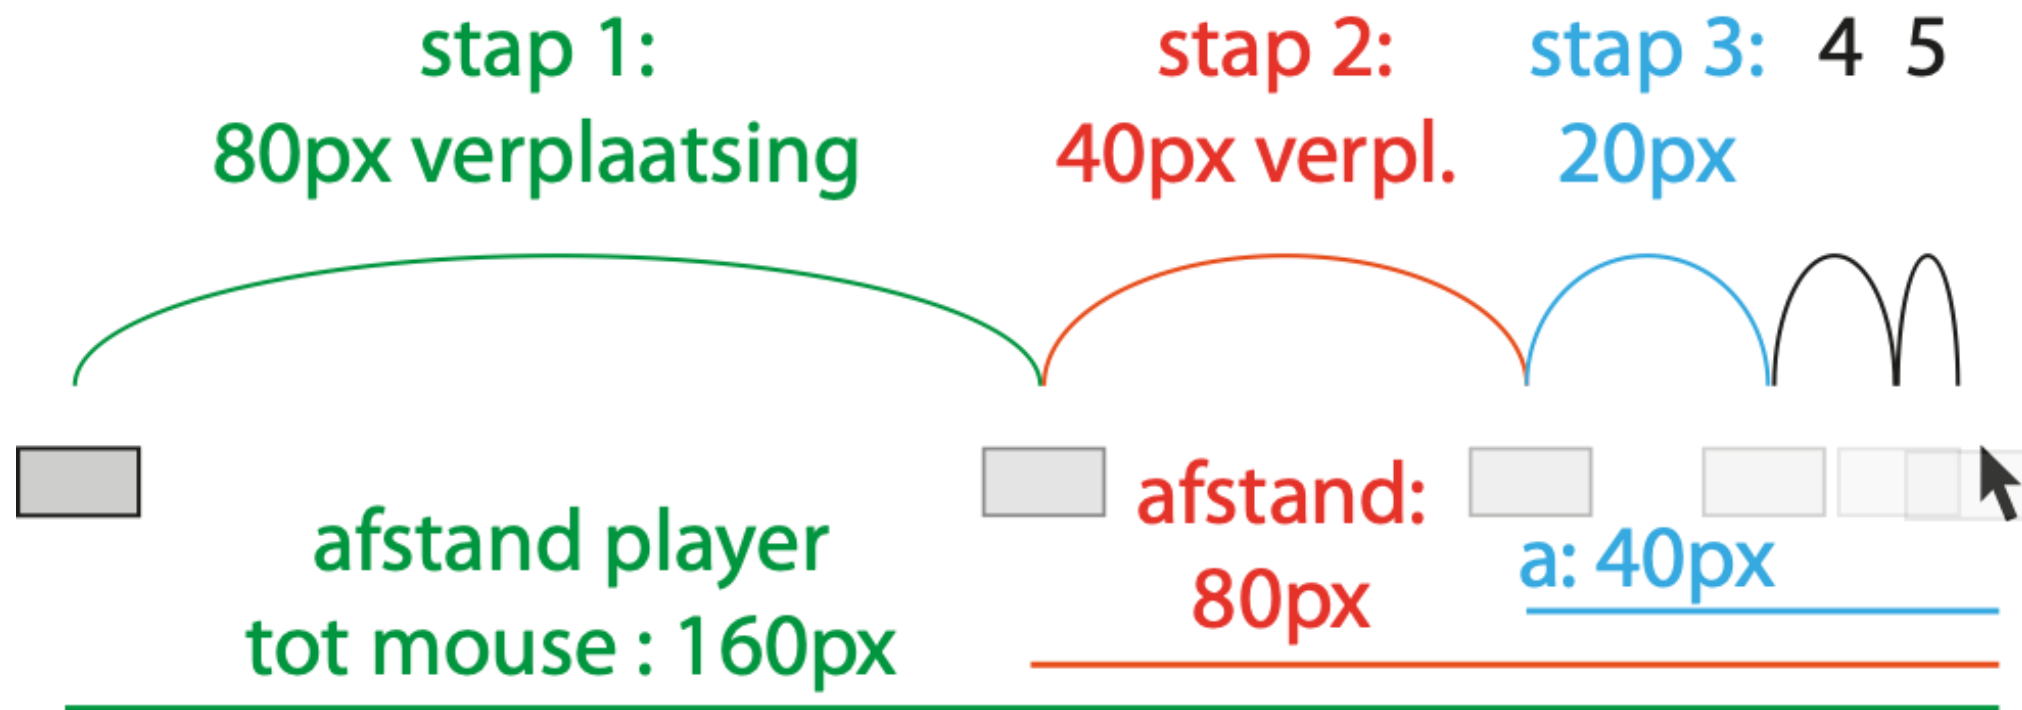 stap 1:
80px verplaatsing
stap 2:
40px verpl.
stap 3:
20px
4 5
afstand player
tot mouse : 160px
afstand:
80px
a: 40px